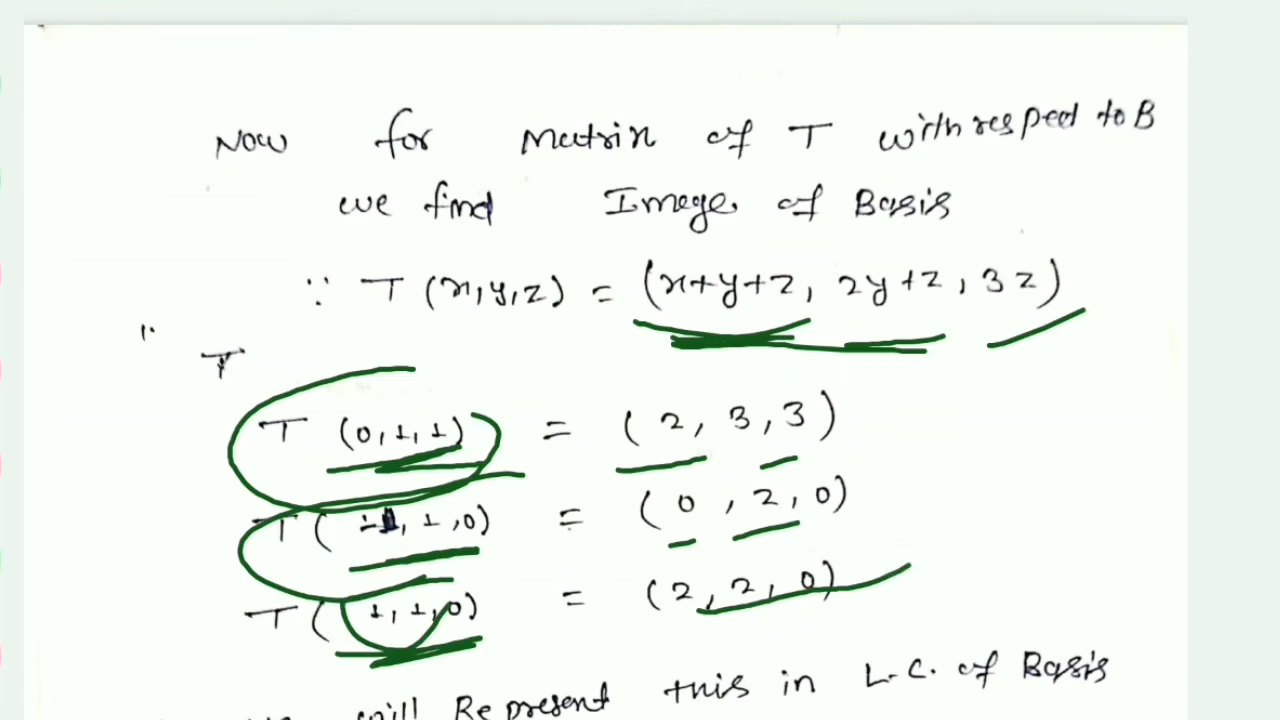 Now for Matrix of T with respect to B
we find Image of Basis
∵ T (x,y,z) = (x+y+z, 2y+z, 3z)
T
T (0,1,1) = (2,3,3)
T(-1,1,0) = (0,2,0)
T(1,1,0) = (2,2,0)
will Represent this in L.C. of Basis